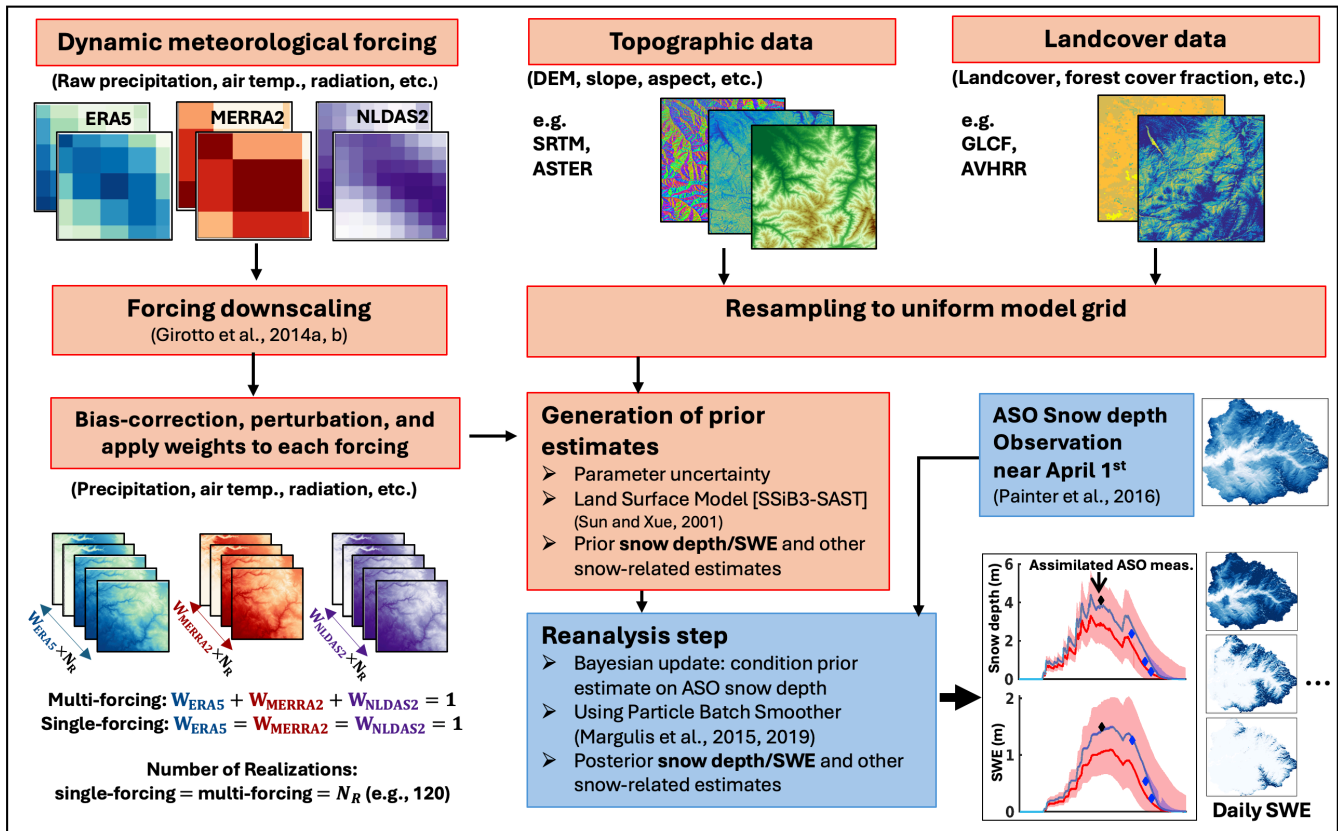 Dynamic meteorological forcing
(Raw precipitation, air temp., radiation, etc.)
ERA5
MERRA2
NLDAS2
Topographic data
(DEM, slope, aspect, etc.)
e.g.
SRTM,
ASTER
Landcover data
(Landcover, forest cover fraction, etc.)
e.g.
GLCF,
AVHRR
Forcing downscaling
(Girotto et al., 2014a, b)
Resampling to uniform model grid
Bias-correction, perturbation, and
apply weights to each forcing
(Precipitation, air temp., radiation, etc.)
W_ERA5 ×N_R
W_MERRA2 ×N_R
W_NLDAS2 ×N_R
Multi-forcing: W_ERA5 + W_MERRA2 + W_NLDAS2 = 1
Single-forcing: W_ERA5 = W_MERRA2 = W_NLDAS2 = 1
Number of Realizations:
single-forcing = multi-forcing = N_R (e.g., 120)
Generation of prior
estimates
➢ Parameter uncertainty
➢ Land Surface Model [SSiB3-SAST]
(Sun and Xue, 2001)
➢ Prior snow depth/SWE and other
snow-related estimates
ASO Snow depth
Observation
near April 1st
(Painter et al., 2016)
Reanalysis step
➢ Bayesian update: condition prior
estimate on ASO snow depth
➢ Using Particle Batch Smoother
(Margulis et al., 2015, 2019)
➢ Posterior snow depth/SWE and other
snow-related estimates
Assimilated ASO meas.
Snow depth (m)
6
4
2
0
SWE (m)
2
1
0
...
Daily SWE